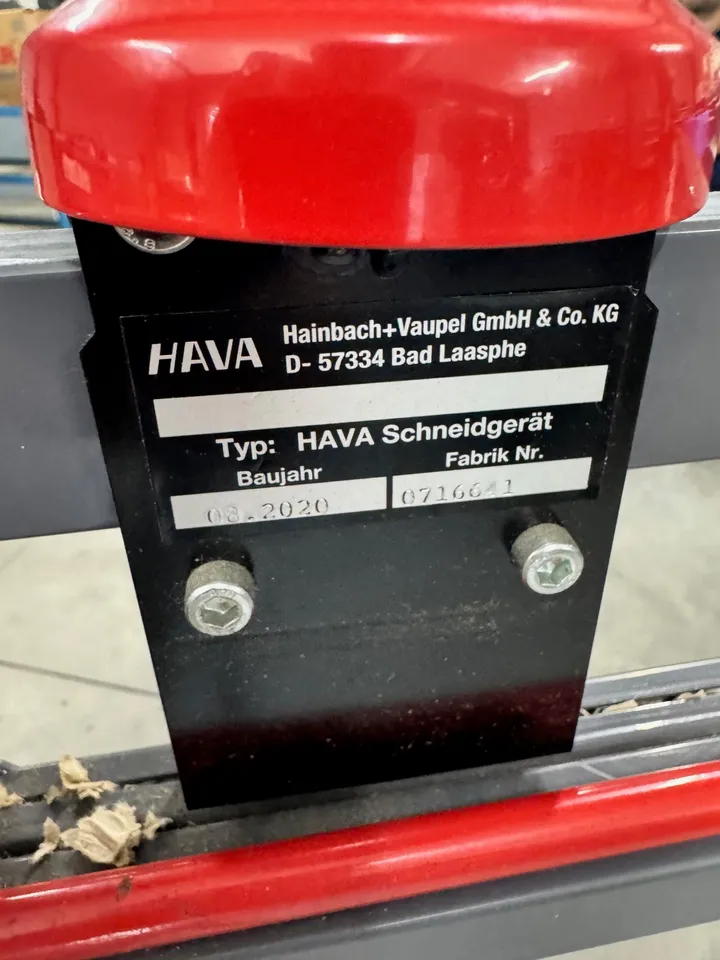 HAVA
Hainbach+Vaupel GmbH & Co. KG
D- 57334 Bad Laasphe
Typ: HAVA Schneidgerät
Baujahr
Fabrik Nr.
08.2020
0716641